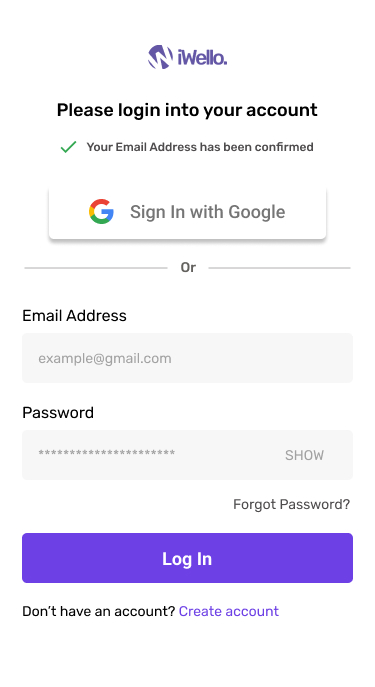 iWello.
Please login into your account
Your Email Address has been confirmed
Sign In with Google
Or
Email Address
example@gmail.com
Password
********************** SHOW
Forgot Password?
Log In
Don't have an account? Create account